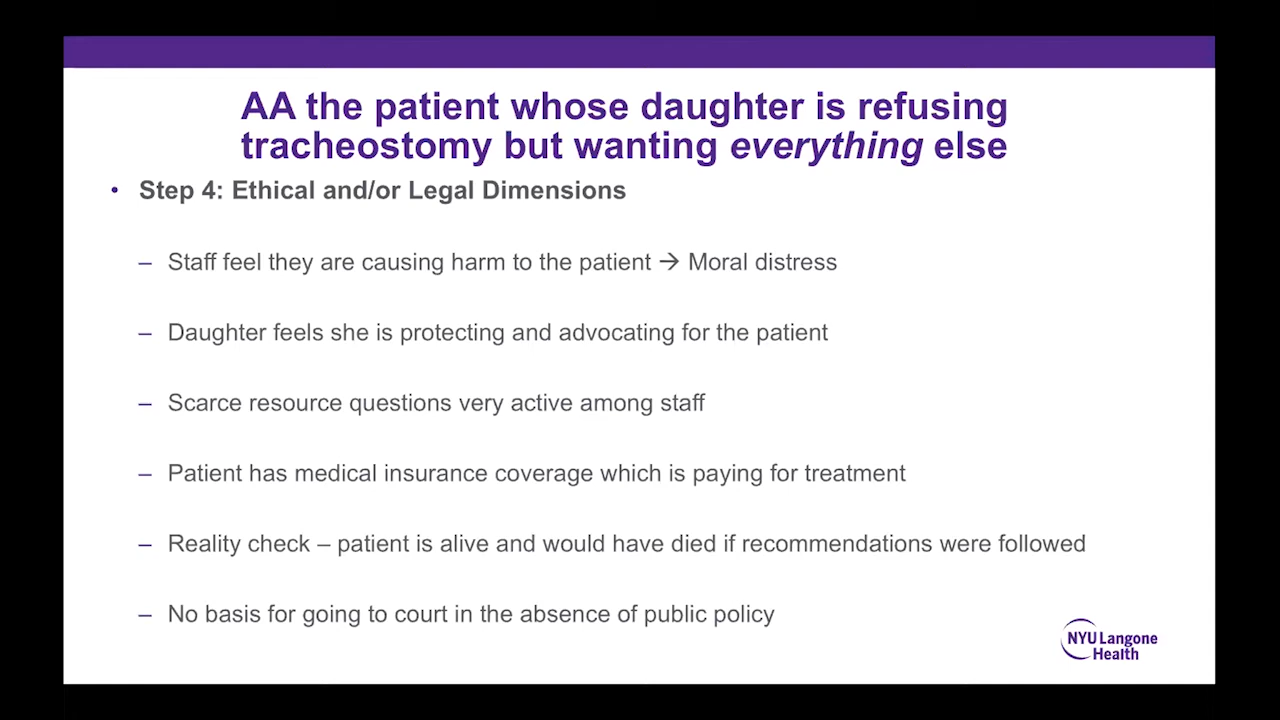 AA the patient whose daughter is refusing
tracheostomy but wanting everything else
• Step 4: Ethical and/or Legal Dimensions
– Staff feel they are causing harm to the patient → Moral distress
– Daughter feels she is protecting and advocating for the patient
– Scarce resource questions very active among staff
– Patient has medical insurance coverage which is paying for treatment
– Reality check – patient is alive and would have died if recommendations were followed
– No basis for going to court in the absence of public policy
NYU Langone
Health